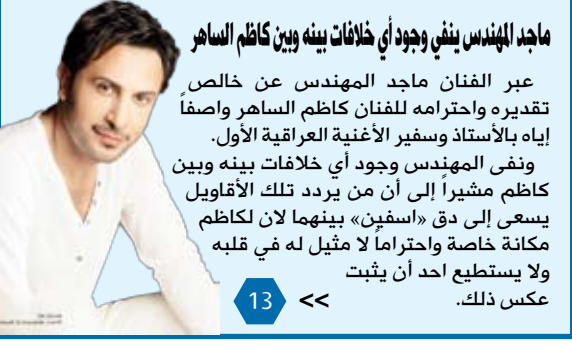 ماجد المهندس ينفي وجود أي خلافات بينه وبين كاظم الساهر
عبر الفنان ماجد المهندس عن خالص
تقديره واحترامه للفنان كاظم الساهر واصفاً
إياه بالأستاذ وسفير الأغنية العراقية الأول.
ونفى المهندس وجود أي خلافات بينه وبين
كاظم مشيراً إلى أن من يردد تلك الأقاويل
يسعى إلى دق «اسفين» بينهما لان لكاظم
مكانة خاصة واحتراماً لا مثيل له في قلبه
ولا يستطيع احد أن يثبت
عكس ذلك. >> 13